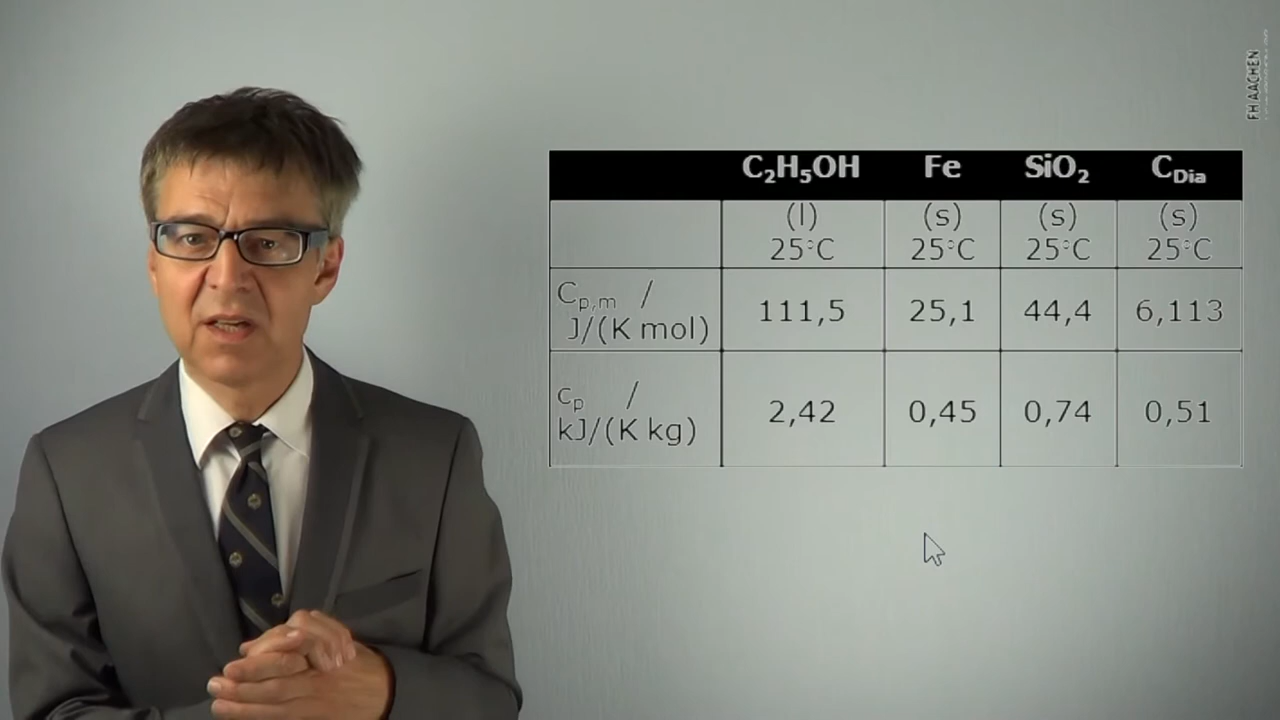 FH AACHEN
C₂H₅OH Fe SiO₂ C_Dia
(l) (s) (s) (s)
25°C 25°C 25°C 25°C
C_p,m /
J/(K mol) 111,5 25,1 44,4 6,113
c_p /
kJ/(K kg) 2,42 0,45 0,74 0,51